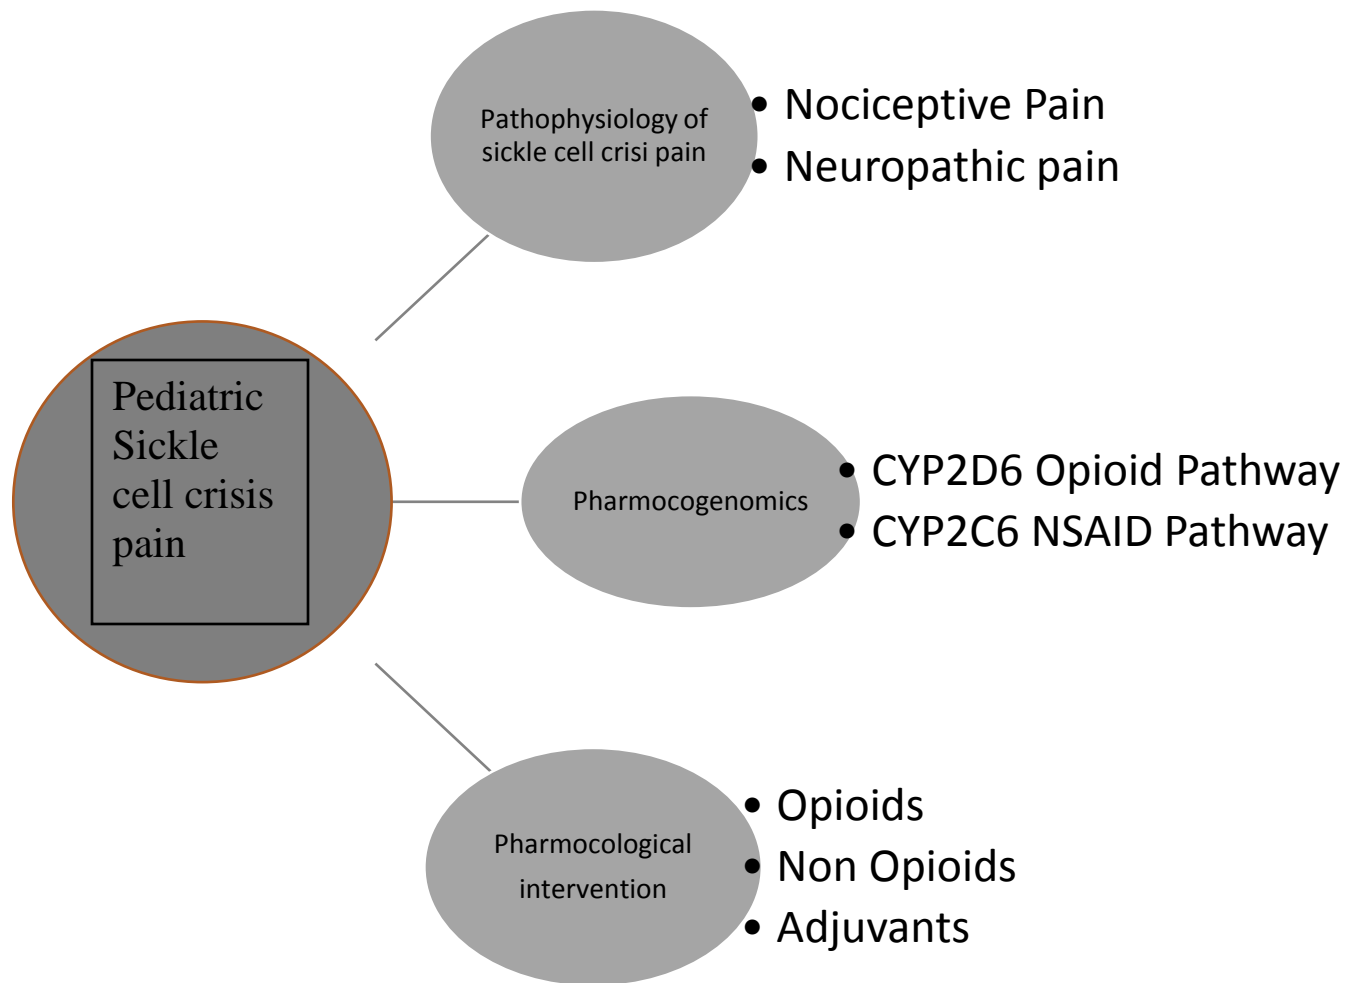 Pathophysiology of
sickle cell crisi pain
• Nociceptive Pain
• Neuropathic pain
Pediatric
Sickle
cell crisis
pain
Pharmocogenomics
• CYP2D6 Opioid Pathway
• CYP2C6 NSAID Pathway
Pharmocological
intervention
• Opioids
• Non Opioids
• Adjuvants